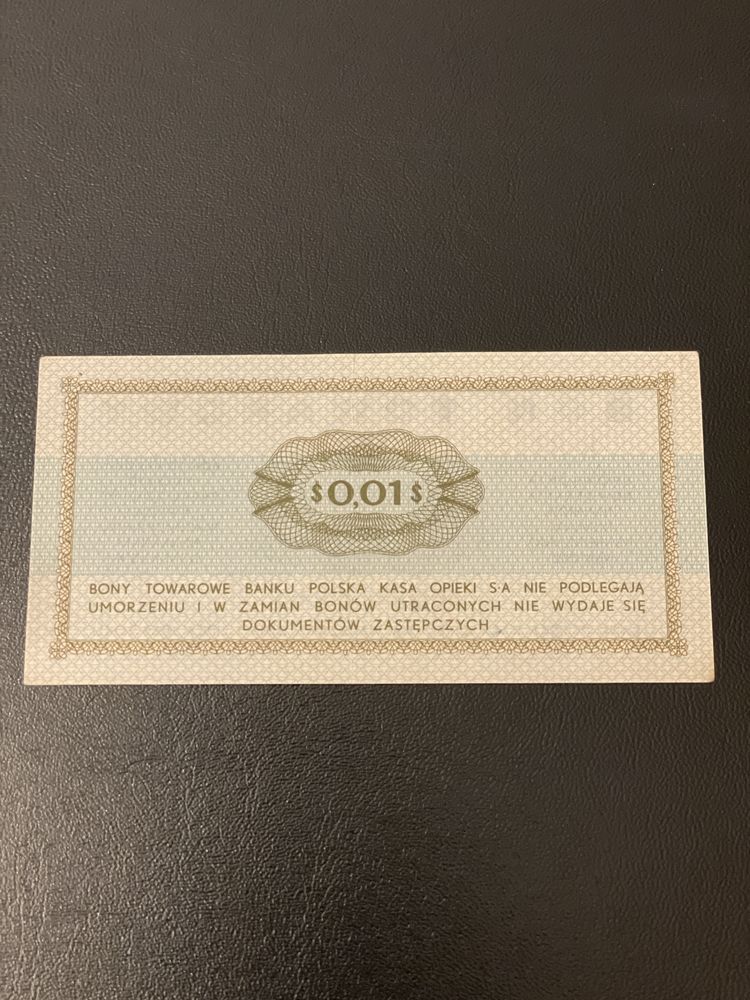 $0,01$
BONY TOWAROWE BANKU POLSKA KASA OPIEKI S·A NIE PODLEGAJĄ
UMORZENIU I W ZAMIAN BONÓW UTRACONYCH NIE WYDAJE SIĘ
DOKUMENTÓW ZASTĘPCZYCH